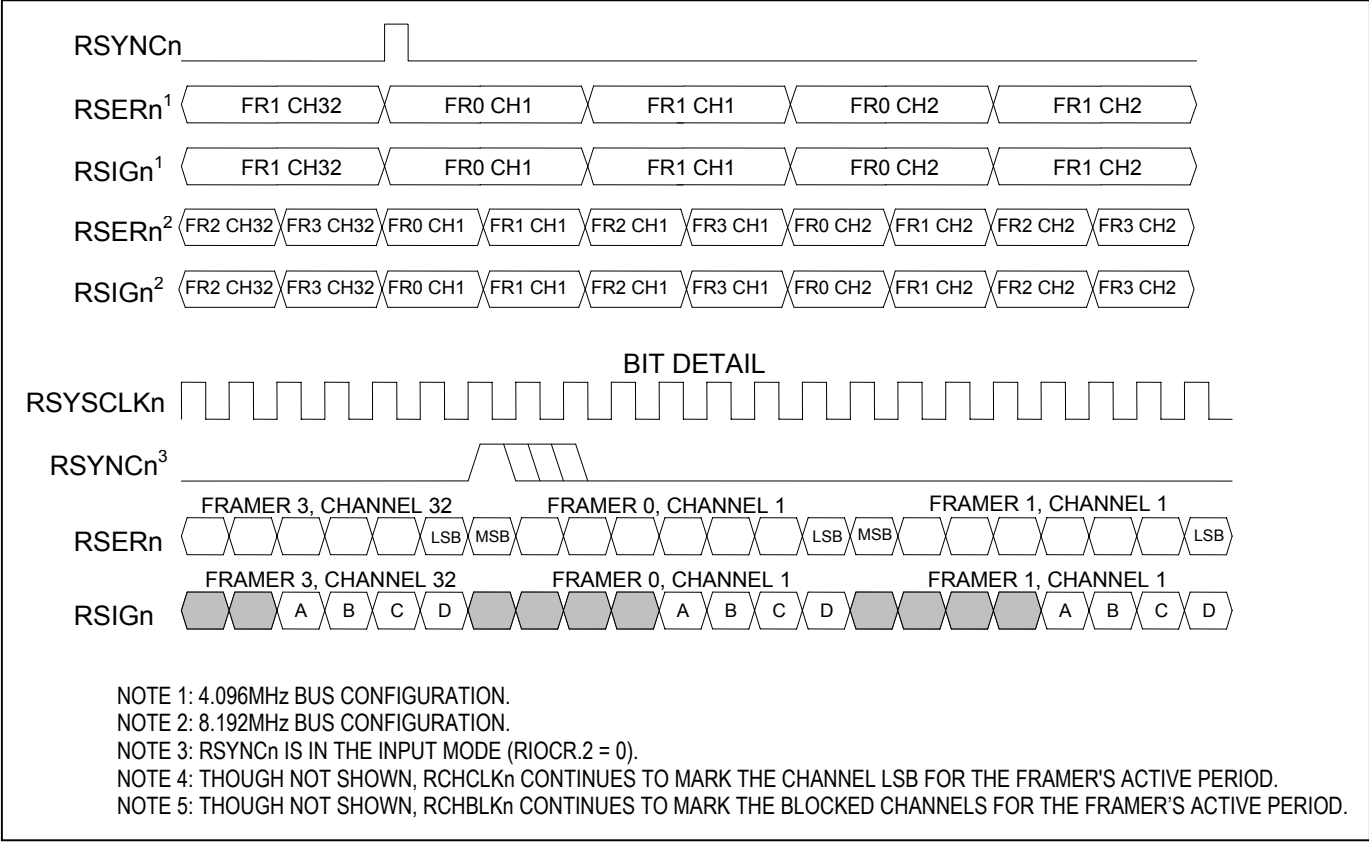 RSYNCn
RSERn1 FR1 CH32 FR0 CH1 FR1 CH1 FR0 CH2 FR1 CH2
RSIGn1 FR1 CH32 FR0 CH1 FR1 CH1 FR0 CH2 FR1 CH2
RSERn2 FR2 CH32 FR3 CH32 FR0 CH1 FR1 CH1 FR2 CH1 FR3 CH1 FR0 CH2 FR1 CH2 FR2 CH2 FR3 CH2
RSIGn2 FR2 CH32 FR3 CH32 FR0 CH1 FR1 CH1 FR2 CH1 FR3 CH1 FR0 CH2 FR1 CH2 FR2 CH2 FR3 CH2
BIT DETAIL
RSYSCLKn
RSYNCn3
FRAMER 3, CHANNEL 32 FRAMER 0, CHANNEL 1 FRAMER 1, CHANNEL 1
RSERn LSB MSB LSB MSB LSB
FRAMER 3, CHANNEL 32 FRAMER 0, CHANNEL 1 FRAMER 1, CHANNEL 1
RSIGn A B C D A B C D A B C D
NOTE 1: 4.096MHz BUS CONFIGURATION.
NOTE 2: 8.192MHz BUS CONFIGURATION.
NOTE 3: RSYNCn IS IN THE INPUT MODE (RIOCR.2 = 0).
NOTE 4: THOUGH NOT SHOWN, RCHCLKn CONTINUES TO MARK THE CHANNEL LSB FOR THE FRAMER'S ACTIVE PERIOD.
NOTE 5: THOUGH NOT SHOWN, RCHBLKn CONTINUES TO MARK THE BLOCKED CHANNELS FOR THE FRAMER’S ACTIVE PERIOD.